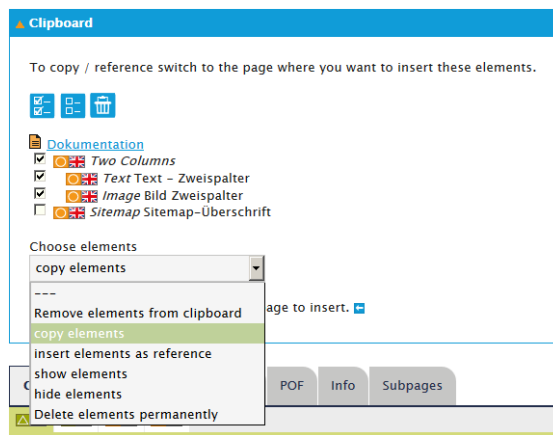 Clipboard
To copy / reference switch to the page where you want to insert these elements.
Dokumentation
Two Columns
Text Text - Zweispalter
Image Bild Zweispalter
Sitemap Sitemap-Überschrift
Choose elements
copy elements
---
Remove elements from clipboard
age to insert.
copy elements
insert elements as reference
show elements
hide elements
Delete elements permanently
POF
Info
Subpages